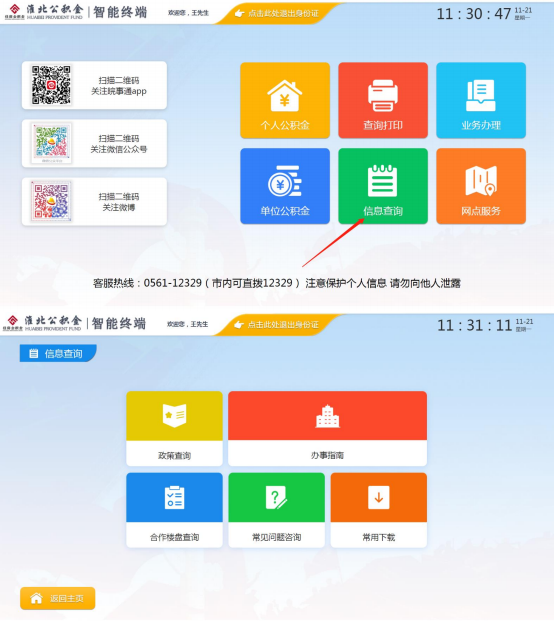 淮北公积金 智能终端 欢迎您，王先生 点击此处退出身份证 11：30：47 11-21
HUAIBEI PROVIDENT FUND 星期一
扫描二维码
关注皖事通app
扫描二维码
关注微信公众号
扫描二维码
关注微博
个人公积金 查询打印 业务办理
单位公积金 信息查询 网点服务
客服热线：0561-12329（市内可直拨12329） 注意保护个人信息 请勿向他人泄露
淮北公积金 智能终端 欢迎您，王先生 点击此处退出身份证 11：31：11 11-21
HUAIBEI PROVIDENT FUND 星期一
信息查询
政策查询 办事指南
合作楼盘查询 常见问题咨询 常用下载
返回主页